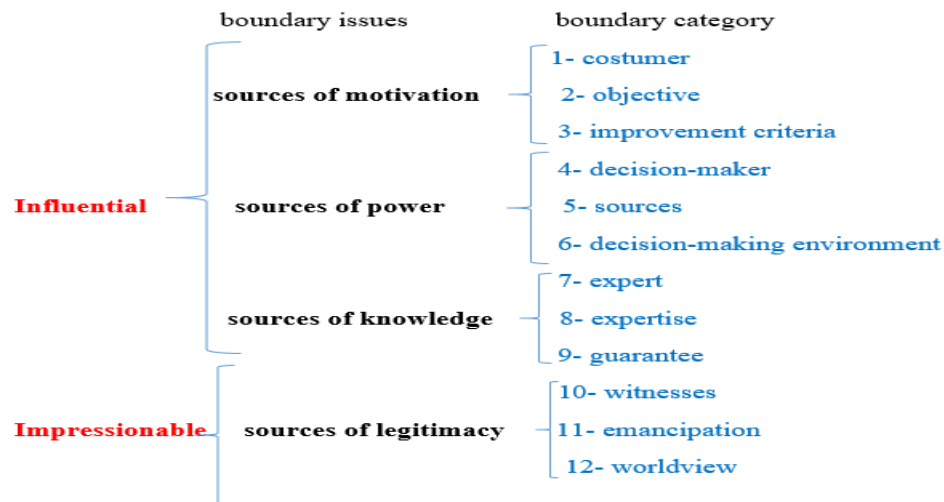 boundary issues boundary category
1- costumer
sources of motivation
2- objective
3- improvement criteria
4- decision-maker
Influential sources of power 5- sources
6- decision-making environment
7- expert
sources of knowledge 8- expertise
9- guarantee
10- witnesses
Impressionable sources of legitimacy 11- emancipation
12- worldview